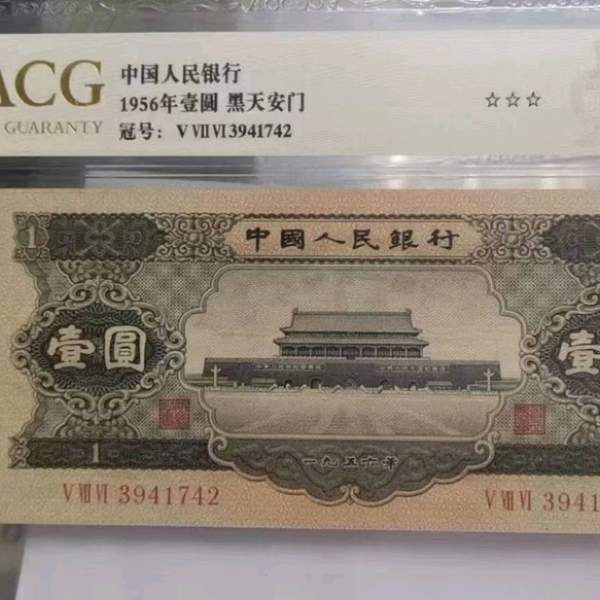 ACG
GUARANTY
中国人民银行
1956年壹圆 黑天安门
冠号: V VII VI 3941742
☆☆☆
1
中國人民銀行
壹圓
壹
1
一九五六年
V VII VI 3941742
V VII VI 3941